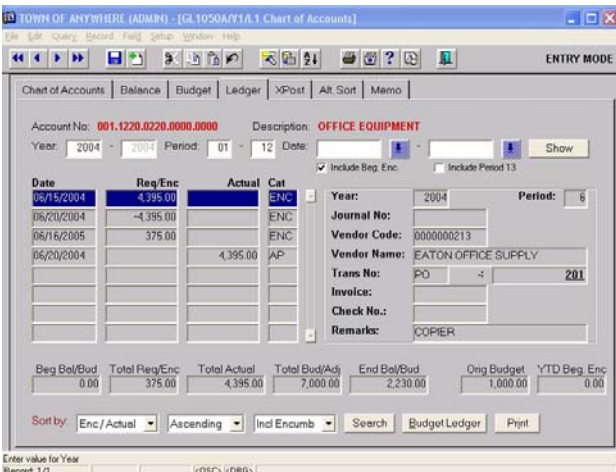 TOWN OF ANYWHERE (ADMIN) - [GL1050A/V1/L1 Chart of Accounts]
File Edit Query Record Field Setup Window Help
ENTRY MODE
Chart of Accounts Balance Budget Ledger XPost Alt. Sort Memo
Account No: 001.1220.0220.0000.0000 Description: OFFICE EQUIPMENT
Year: 2004 - 2004 Period: 01 - 12 Date: - Show
Include Beg. Enc. Include Period 13
Date Req/Enc Actual Cat
06/15/2004 4,395.00 ENC
06/20/2004 -4,395.00 ENC
06/16/2005 375.00 ENC
06/20/2004 4,395.00 AP
Year: 2004 Period: 6
Journal No:
Vendor Code: 0000000213
Vendor Name: EATON OFFICE SUPPLY
Trans No: PO -: 201
Invoice:
Check No.:
Remarks: COPIER
Beg Bal/Bud Total Req/Enc Total Actual Total Bud/Adj End Bal/Bud Orig Budget YTD Beg. Enc
0.00 375.00 4,395.00 7,000.00 2,230.00 1,000.00 0.00
Sort by: Enc/Actual Ascending Incl Encumb Search Budget Ledger Print
Enter value for Year
Record: 1/1 <OSC> <DBG>